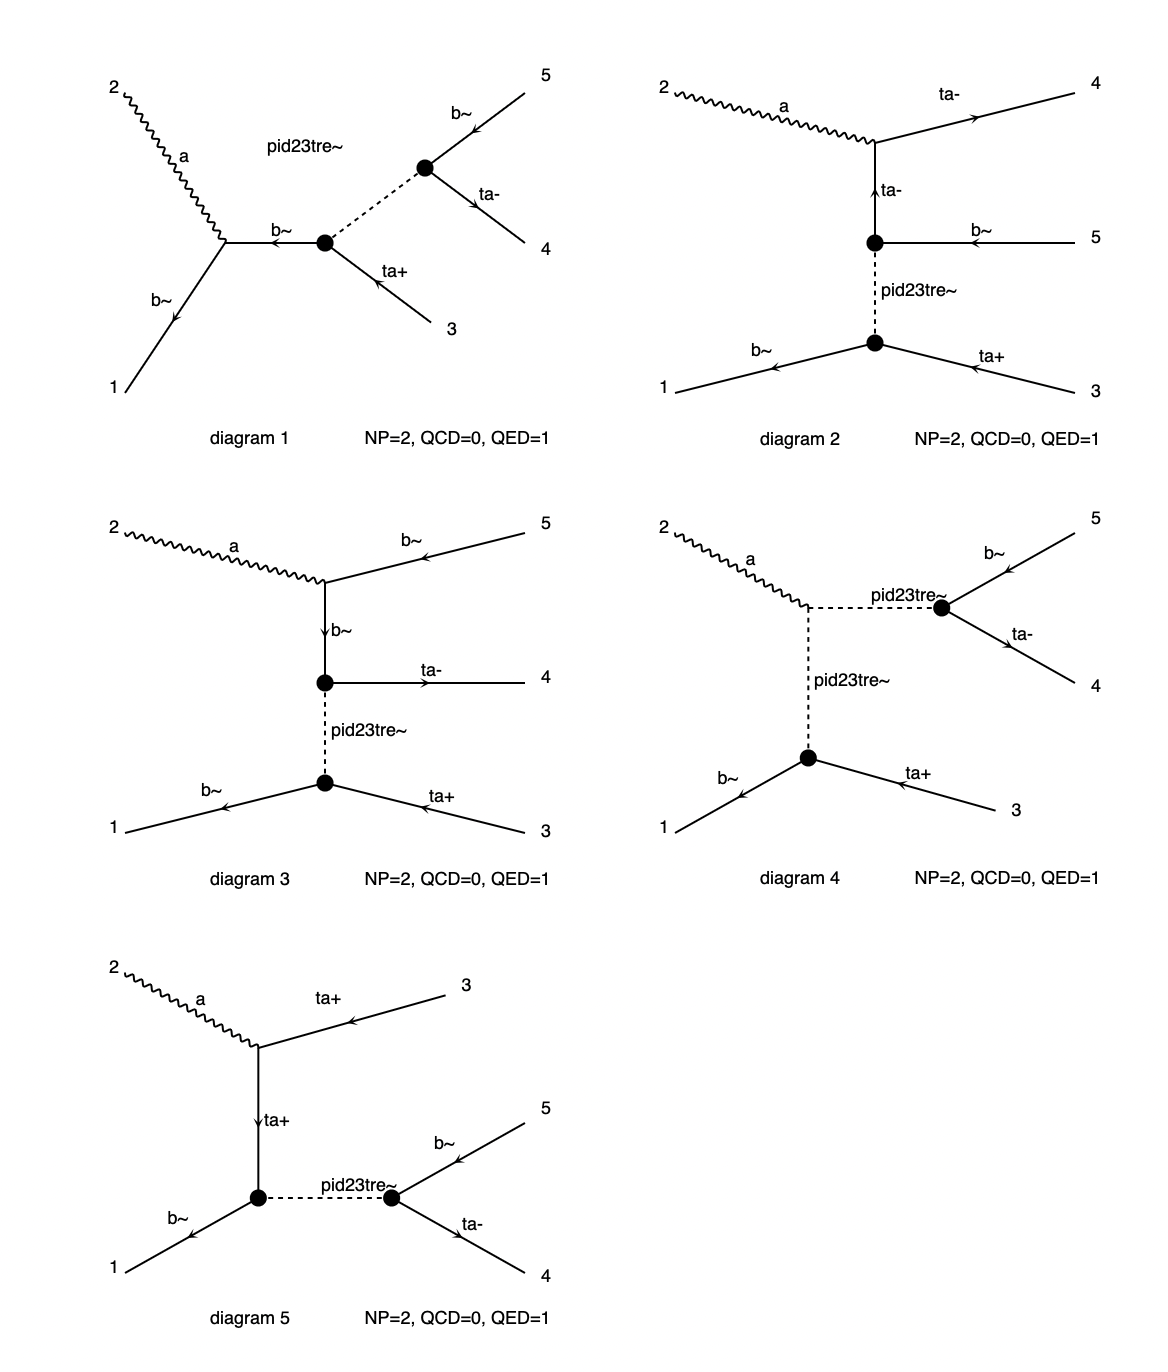 2
a
pid23tre~
b~
5
ta-
b~
ta+
4
b~
3
1
diagram 1 NP=2, QCD=0, QED=1
2
a
ta-
4
ta-
b~
5
pid23tre~
b~
ta+
1
3
diagram 2 NP=2, QCD=0, QED=1
2
a
b~
5
b~
ta-
4
pid23tre~
b~
ta+
1
3
diagram 3 NP=2, QCD=0, QED=1
2
a
b~
5
pid23tre~
ta-
pid23tre~
4
b~
ta+
3
1
diagram 4 NP=2, QCD=0, QED=1
2
a
ta+
3
ta+
5
b~
pid23tre~
b~
ta-
1
4
diagram 5 NP=2, QCD=0, QED=1